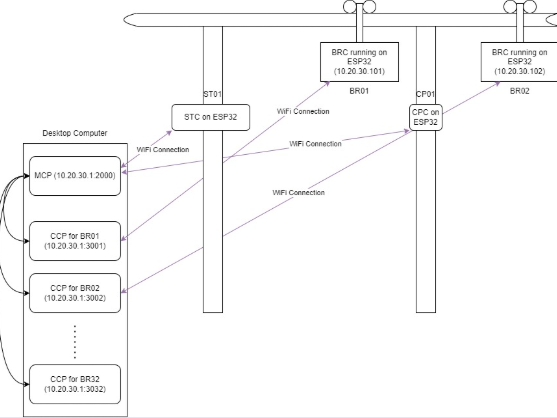 BRC running on
ESP32
(10.20.30.101)
BR01
BRC running on
ESP32
(10.20.30.102)
BR02
ST01
STC on ESP32
CP01
CPC on
ESP32
WiFi Connection
WiFi Connection
WiFi Connection
WiFi Connection
Desktop Computer
MCP (10.20.30.1:2000)
CCP for BR01
(10.20.30.1:3001)
CCP for BR02
(10.20.30.1:3002)
CCP for BR32
(10.20.30.1:3032)